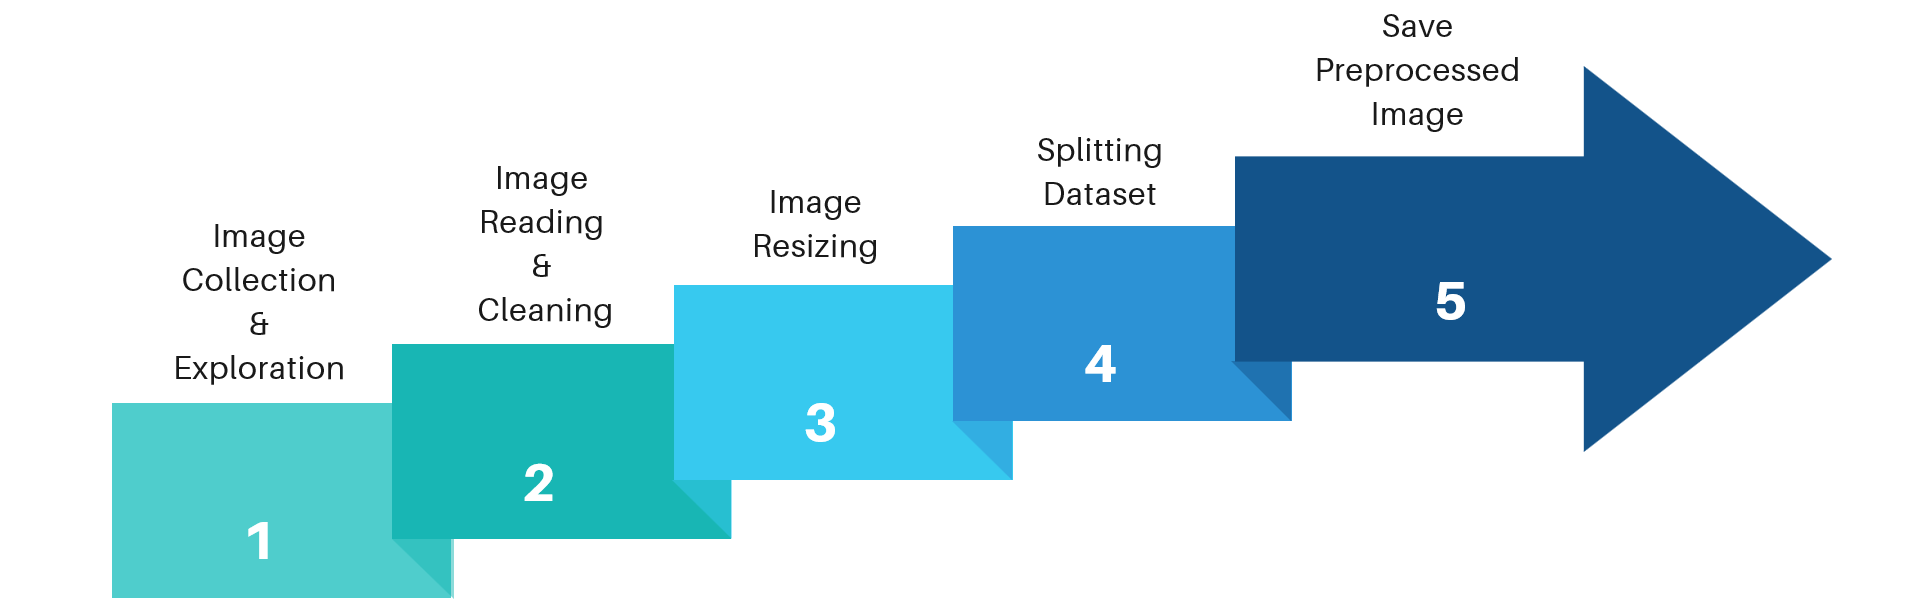 Image
Collection
&
Exploration
1
Image
Reading
&
Cleaning
2
Image
Resizing
3
Splitting
Dataset
4
Save
Preprocessed
Image
5